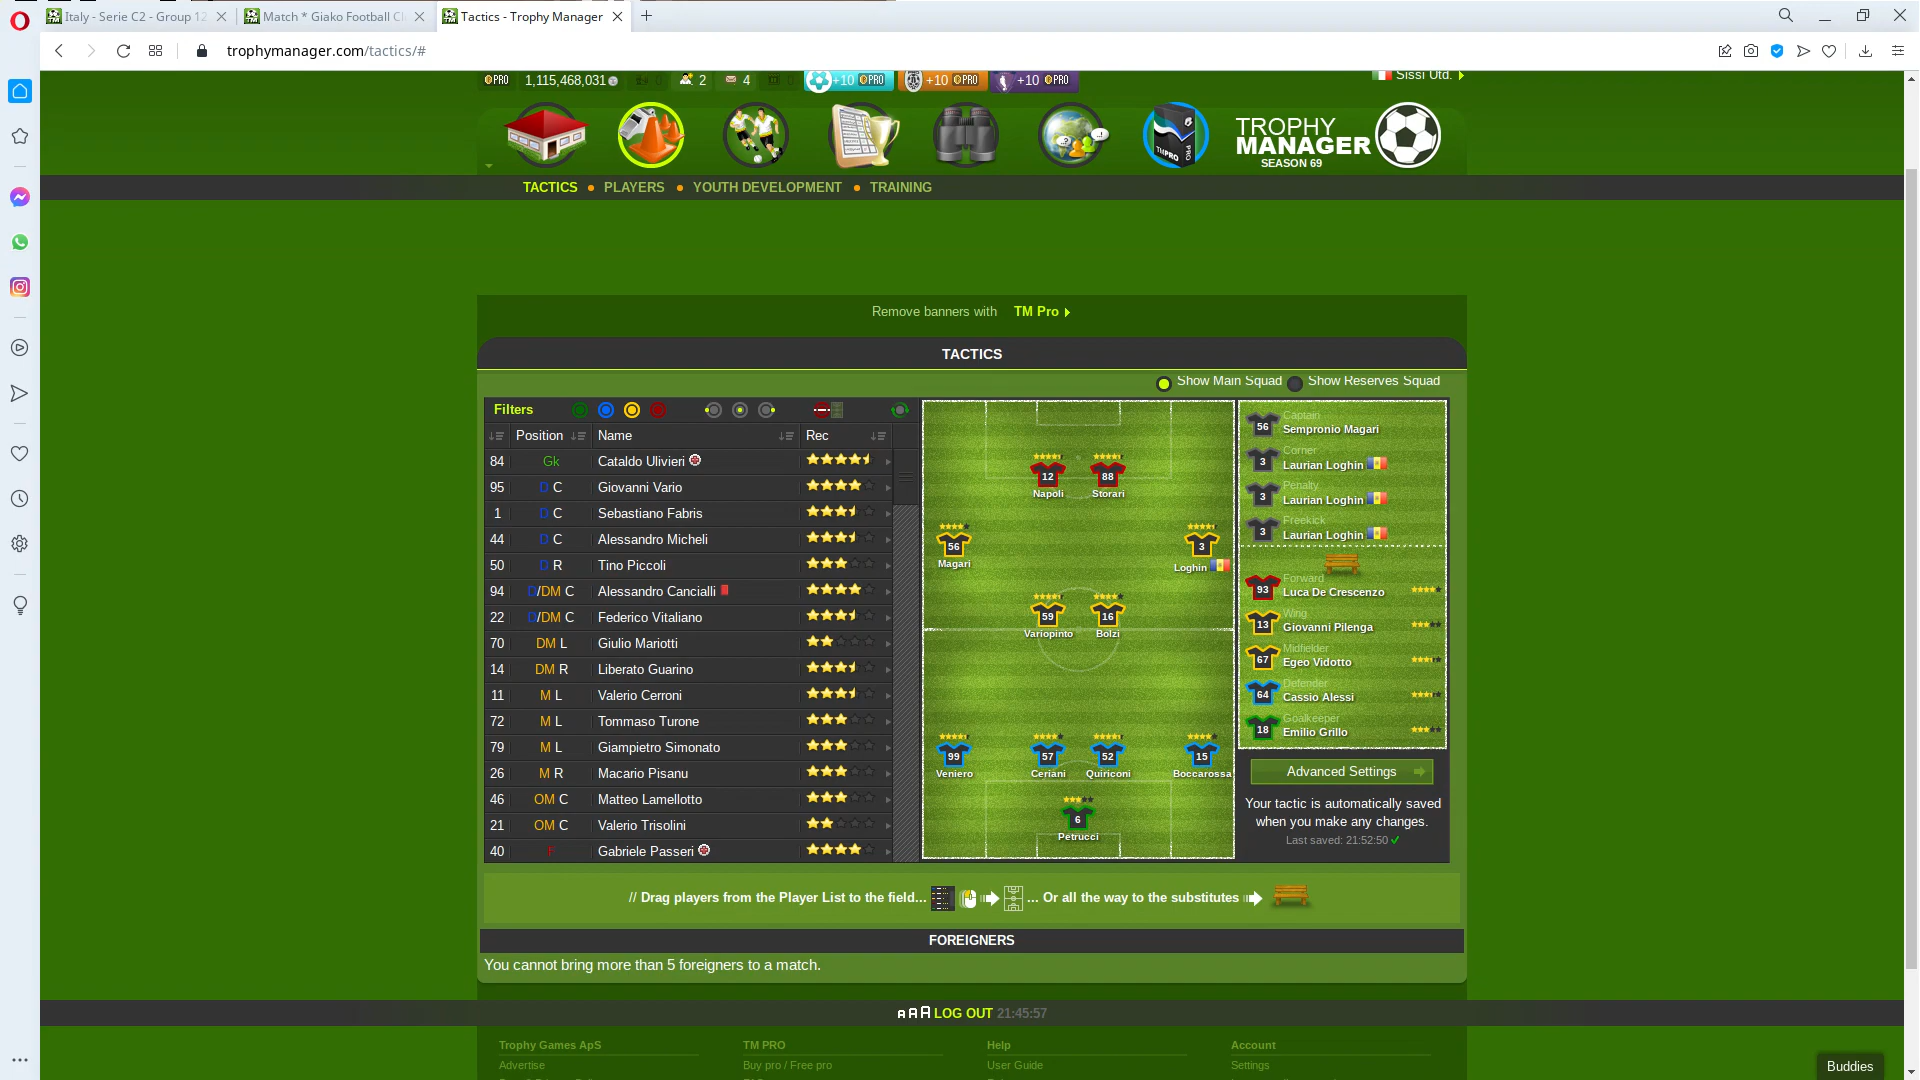 Italy - Serie C2 - Group 12
Match * Giako Football Cl
Tactics - Trophy Manager
trophymanager.com/tactics/#
PRO 1,115,468,031 0 2 4 0 +10 PRO +10 PRO +10 PRO
Sissi Utd.
TROPHY
MANAGER
SEASON 69
TACTICS PLAYERS YOUTH DEVELOPMENT TRAINING
Remove banners with TM Pro
TACTICS
Show Main Squad Show Reserves Squad
Filters
Position Name Rec
84 Gk Cataldo Ulivieri
95 D C Giovanni Vario
1 D C Sebastiano Fabris
44 D C Alessandro Micheli
50 D R Tino Piccoli
94 D/DM C Alessandro Cancialli
22 D/DM C Federico Vitaliano
70 DM L Giulio Mariotti
14 DM R Liberato Guarino
11 M L Valerio Cerroni
72 M L Tommaso Turone
79 M L Giampietro Simonato
26 M R Macario Pisanu
46 OM C Matteo Lamellotto
21 OM C Valerio Trisolini
40 F Gabriele Passeri
12 88
Napoli Storari
56 3
Magari Loghin
59 16
Variopinto Bolzi
99 57 52 15
Veniero Ceriani Quiriconi Boccarossa
6
Petrucci
Captain
56 Sempronio Magari
Corner
3 Laurian Loghin
Penalty
3 Laurian Loghin
Freekick
3 Laurian Loghin
Forward
93 Luca De Crescenzo
Wing
13 Giovanni Pilenga
Midfielder
67 Egeo Vidotto
Defender
64 Cassio Alessi
Goalkeeper
18 Emilio Grillo
Advanced Settings
Your tactic is automatically saved
when you make any changes.
Last saved: 21:52:50
// Drag players from the Player List to the field... ... Or all the way to the substitutes
FOREIGNERS
You cannot bring more than 5 foreigners to a match.
A A A LOG OUT 21:45:57
Trophy Games ApS TM PRO Help Account
Advertise Buy pro / Free pro User Guide Settings
Buddies